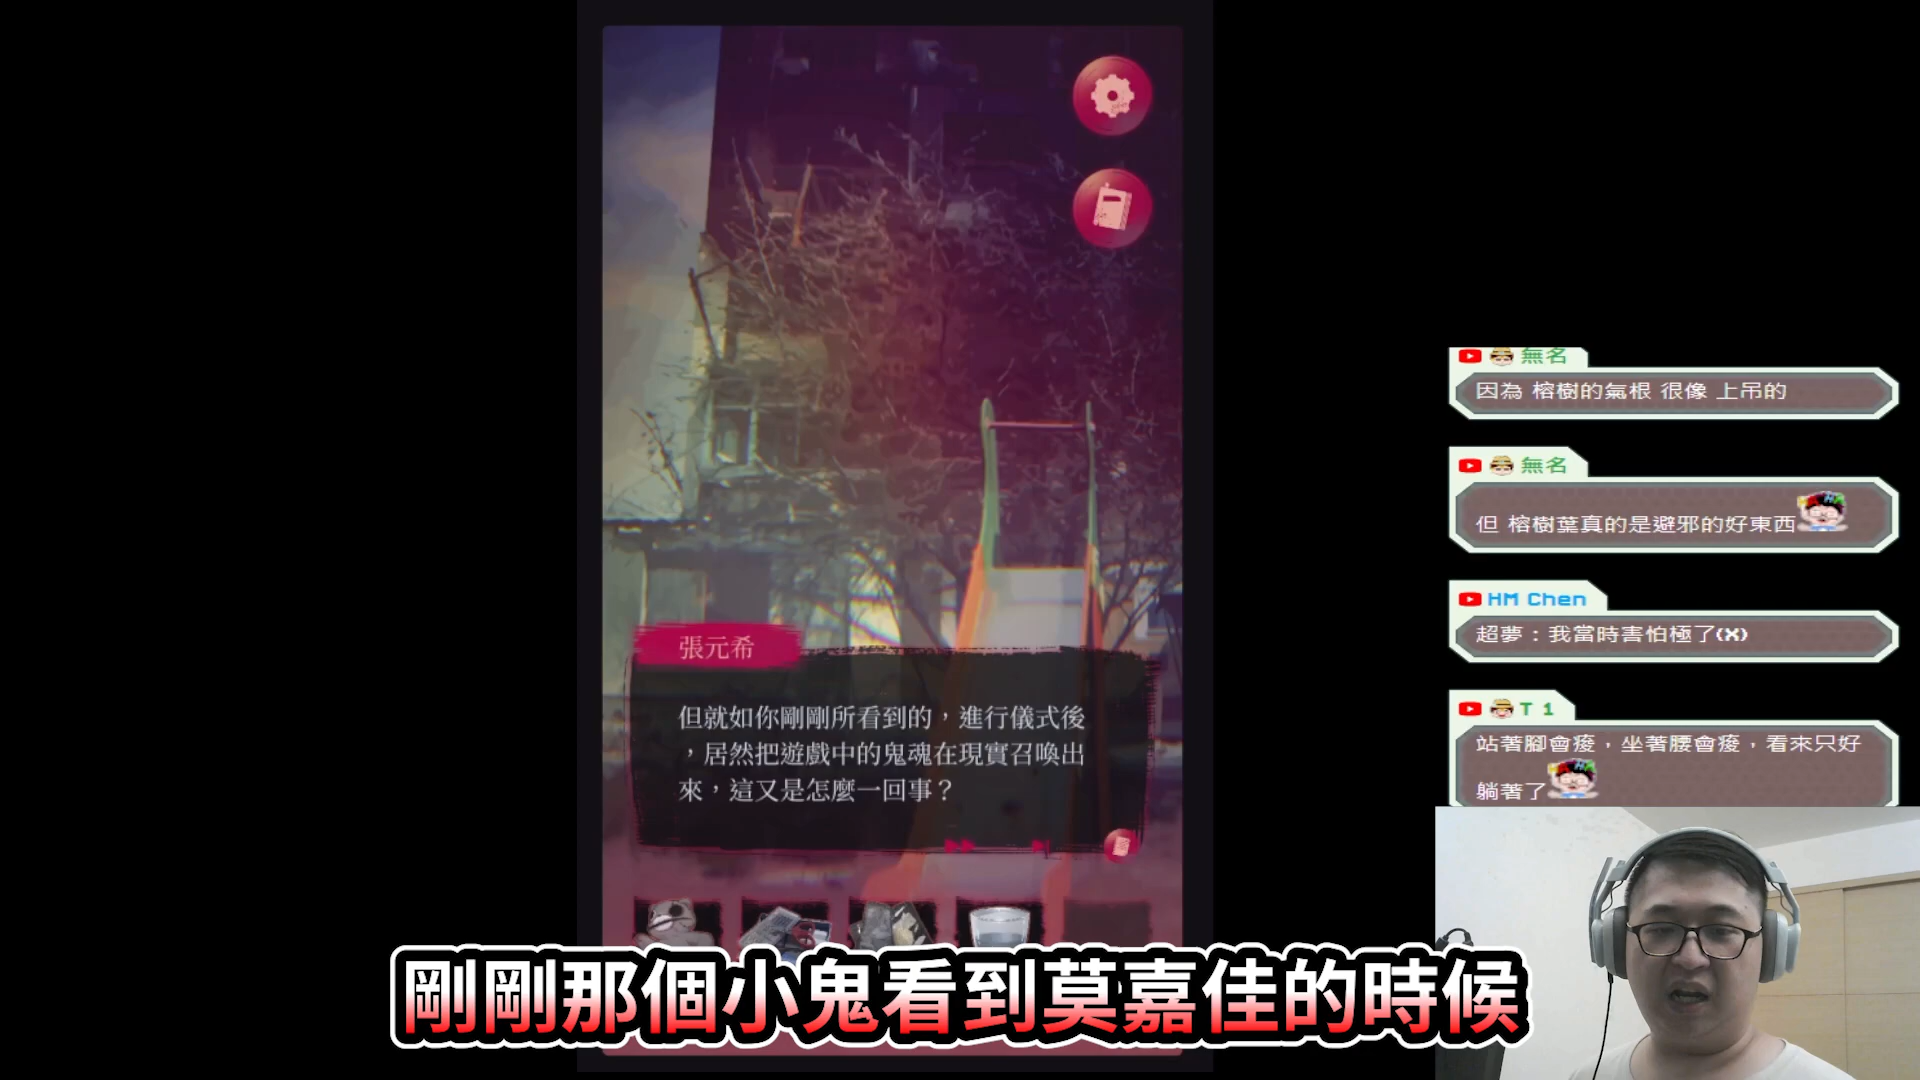 張元希
但就如你剛剛所看到的，進行儀式後
，居然把遊戲中的鬼魂在現實召喚出
來，這又是怎麼一回事？
無名
因為 榕樹的氣根 很像 上吊的
無名
但 榕樹葉真的是避邪的好東西
HM Chen
超夢：我當時害怕極了(X)
T 1
站著腳會痠，坐著腰會痠，看來只好
躺著了
剛剛那個小鬼看到莫嘉佳的時候